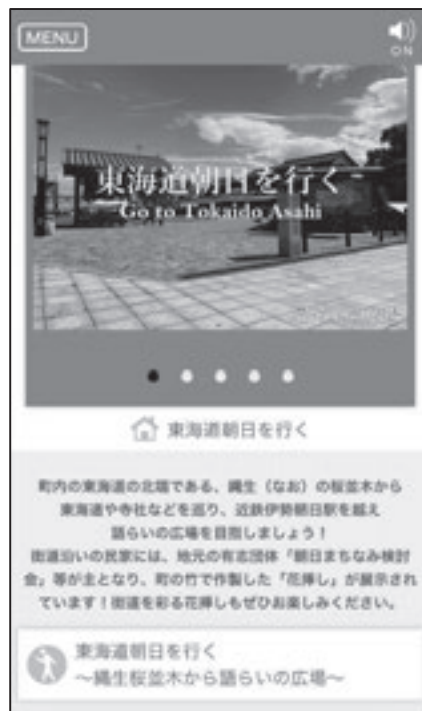 MENU
ON
東海道朝日を行く
Go to Tokaido Asahi
東海道朝日を行く
町内の東海道の北端である、縄生（なお）の桜並木から
東海道や寺社などを巡り、近鉄伊勢朝日駅を越え
語らいの広場を目指しましょう！
街道沿いの民家には、地元の有志団体「朝日まちなみ検討
会」等が主となり、町の竹で作製した「花挿し」が展示され
ています！街道を彩る花挿しもぜひお楽しみください。
東海道朝日を行く
～縄生桜並木から語らいの広場～